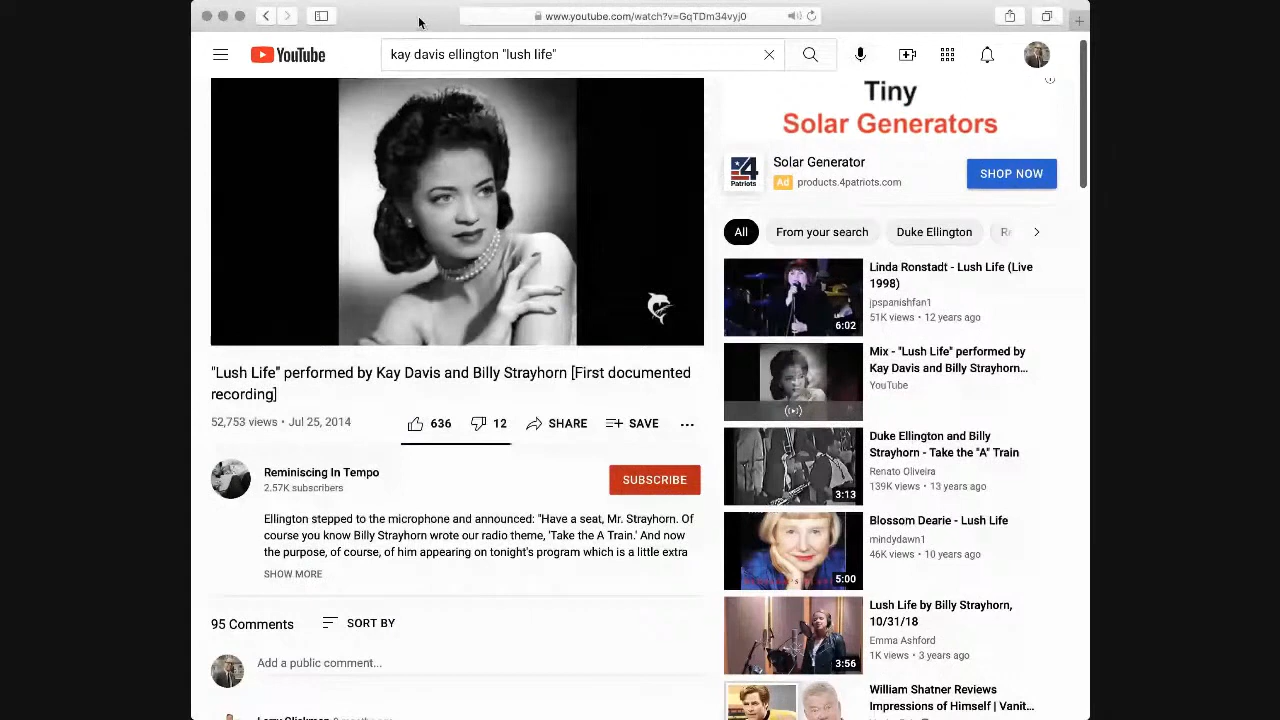 www.youtube.com/watch?v=GqTDm34vyj0
YouTube
kay davis ellington "lush life"
"Lush Life" performed by Kay Davis and Billy Strayhorn [First documented
recording]
52,753 views • Jul 25, 2014
636
12
SHARE
SAVE
Reminiscing In Tempo
2.57K subscribers
SUBSCRIBE
Ellington stepped to the microphone and announced: "Have a seat, Mr. Strayhorn. Of
course you know Billy Strayhorn wrote our radio theme, 'Take the A Train.' And now
the purpose, of course, of him appearing on tonight's program which is a little extra
SHOW MORE
95 Comments
SORT BY
Add a public comment...
Tiny
Solar Generators
4
Patriots
Solar Generator
Ad products.4patriots.com
SHOP NOW
All
From your search
Duke Ellington
Linda Ronstadt - Lush Life (Live
1998)
jpspanishfan1
51K views • 12 years ago
6:02
Mix - "Lush Life" performed by
Kay Davis and Billy Strayhorn...
YouTube
Duke Ellington and Billy
Strayhorn - Take the "A" Train
Renato Oliveira
139K views • 13 years ago
3:13
Blossom Dearie - Lush Life
mindydawn1
46K views • 10 years ago
5:00
Lush Life by Billy Strayhorn,
10/31/18
Emma Ashford
1K views • 3 years ago
3:56
William Shatner Reviews
Impressions of Himself | Vanit...